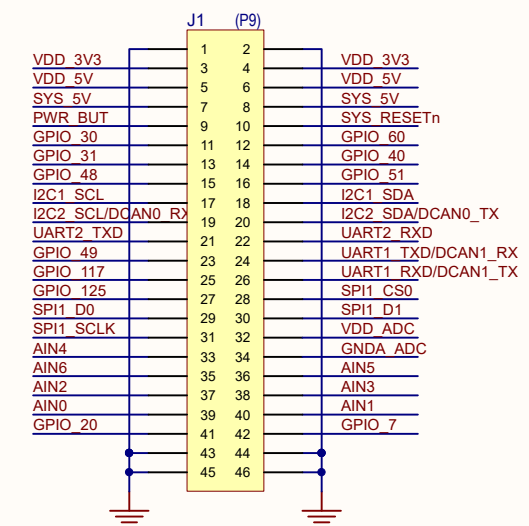 J1 (P9)
1 2
VDD_3V3 3 4 VDD_3V3
VDD_5V 5 6 VDD_5V
SYS_5V 7 8 SYS_5V
PWR_BUT 9 10 SYS_RESETn
GPIO_30 11 12 GPIO_60
GPIO_31 13 14 GPIO_40
GPIO_48 15 16 GPIO_51
I2C1_SCL 17 18 I2C1_SDA
I2C2_SCL/DCAN0_RX 19 20 I2C2_SDA/DCAN0_TX
UART2_TXD 21 22 UART2_RXD
GPIO_49 23 24 UART1_TXD/DCAN1_RX
GPIO_117 25 26 UART1_RXD/DCAN1_TX
GPIO_125 27 28 SPI1_CS0
SPI1_D0 29 30 SPI1_D1
SPI1_SCLK 31 32 VDD_ADC
AIN4 33 34 GNDA_ADC
AIN6 35 36 AIN5
AIN2 37 38 AIN3
AIN0 39 40 AIN1
GPIO_20 41 42 GPIO_7
43 44
45 46